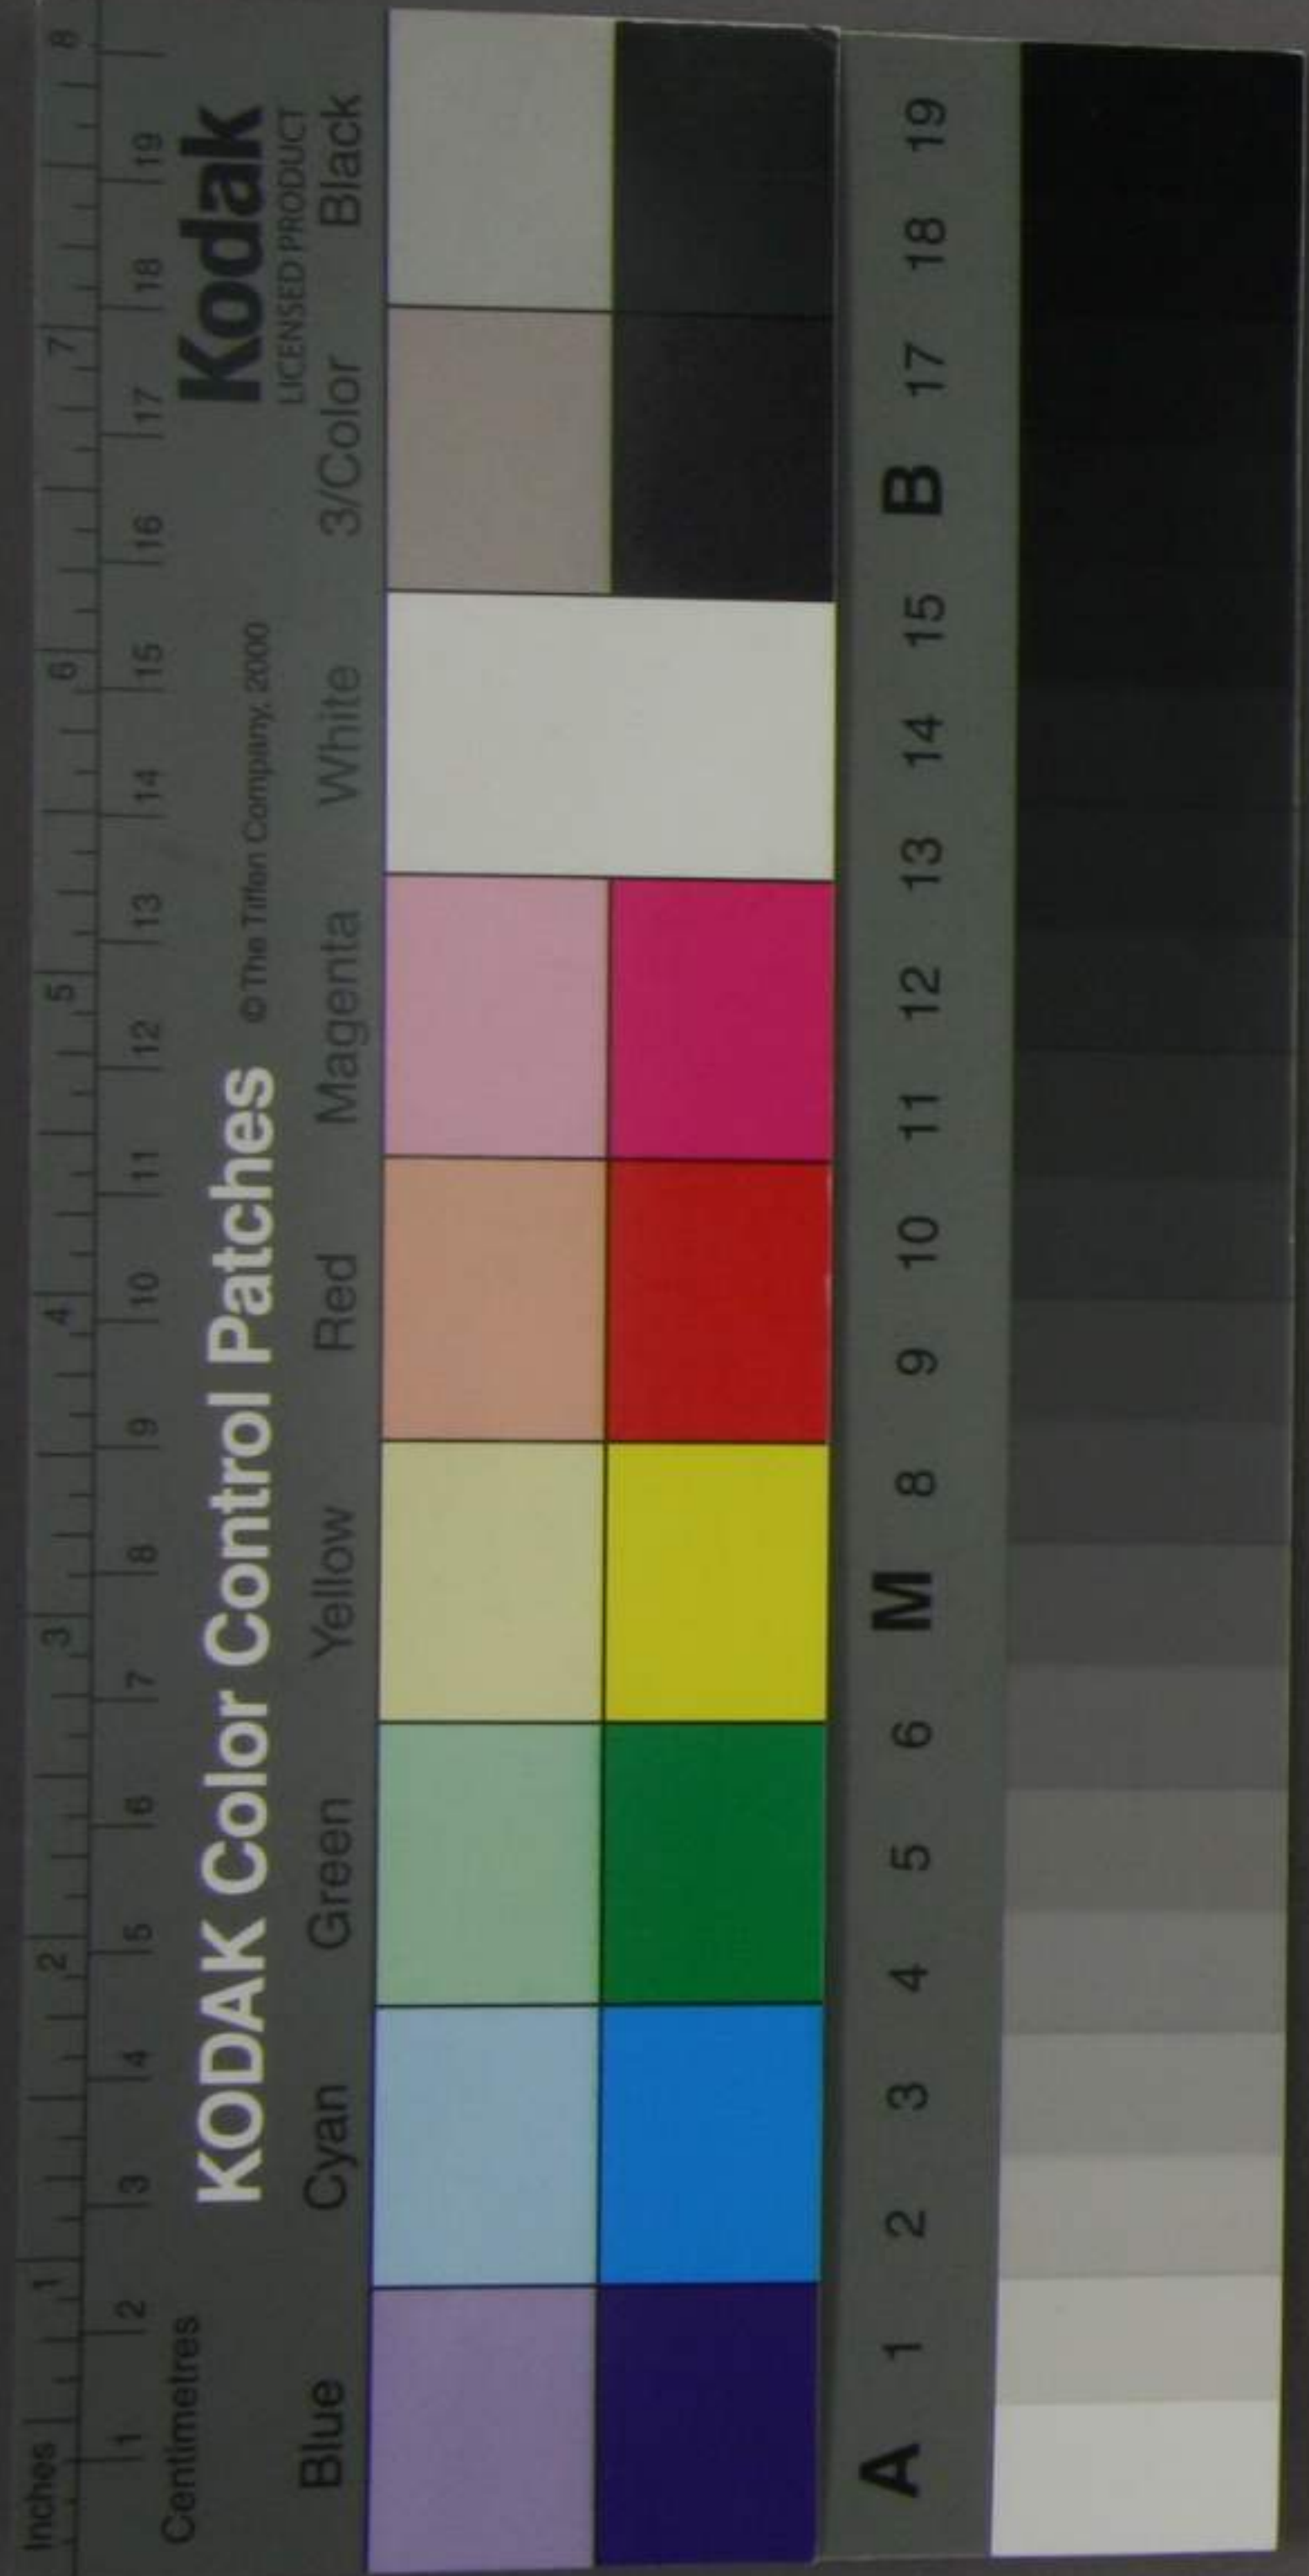 Inches 1 2 3 4 5 6 7 8
Centimetres 1 2 3 4 5 6 7 8 9 10 11 12 13 14 15 16 17 18 19
KODAK Color Control Patches © The Tiffen Company, 2000 Kodak
LICENSED PRODUCT
Blue Cyan Green Yellow Red Magenta White 3/Color Black
A 1 2 3 4 5 6 M 8 9 10 11 12 13 14 15 B 17 18 19